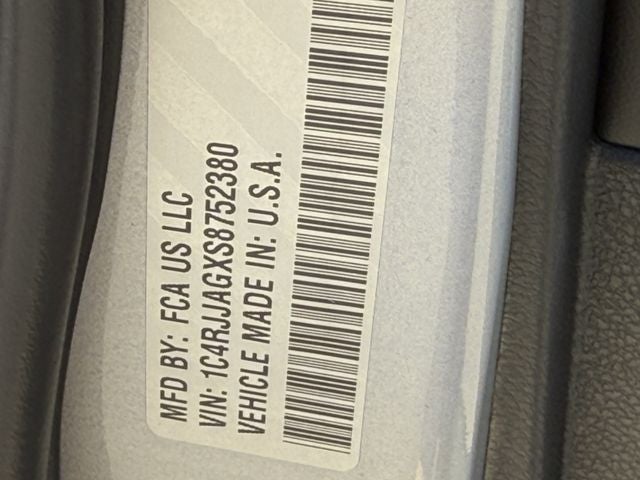 MFD BY: FCA US LLC
VIN: 1C4RJJAGXS8752380
VEHICLE MADE IN: U.S.A.